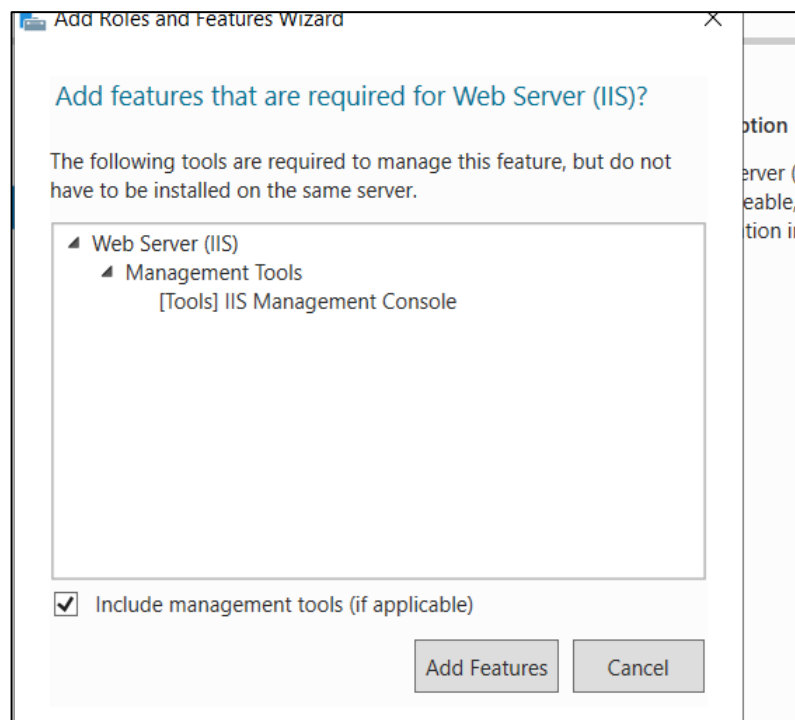 Add Roles and Features Wizard
Add features that are required for Web Server (IIS)?
The following tools are required to manage this feature, but do not
have to be installed on the same server.
Web Server (IIS)
Management Tools
[Tools] IIS Management Console
Include management tools (if applicable)
Add Features
Cancel